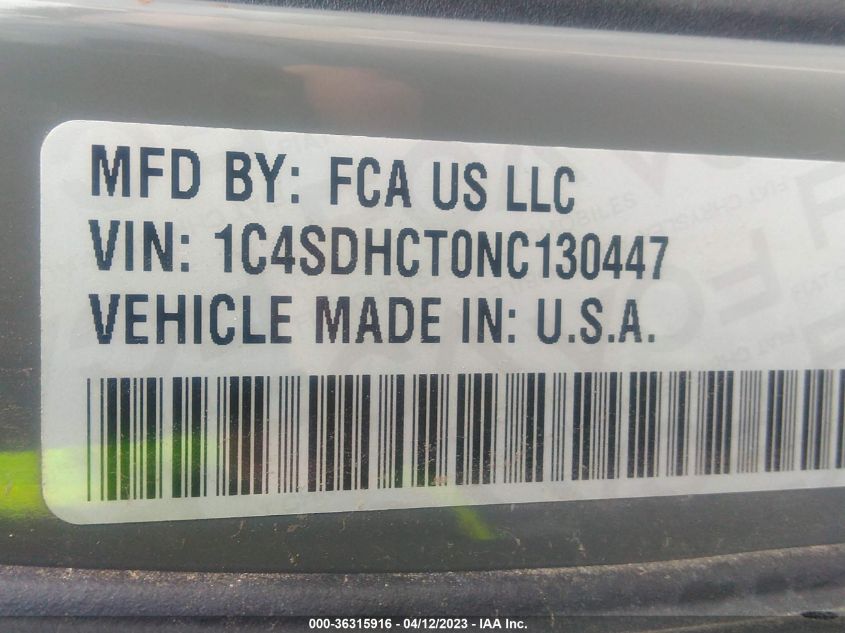 MFD BY: FCA US LLC
VIN: 1C4SDHCT0NC130447
VEHICLE MADE IN: U.S.A.
000-36315916 - 04/12/2023 - IAA Inc.